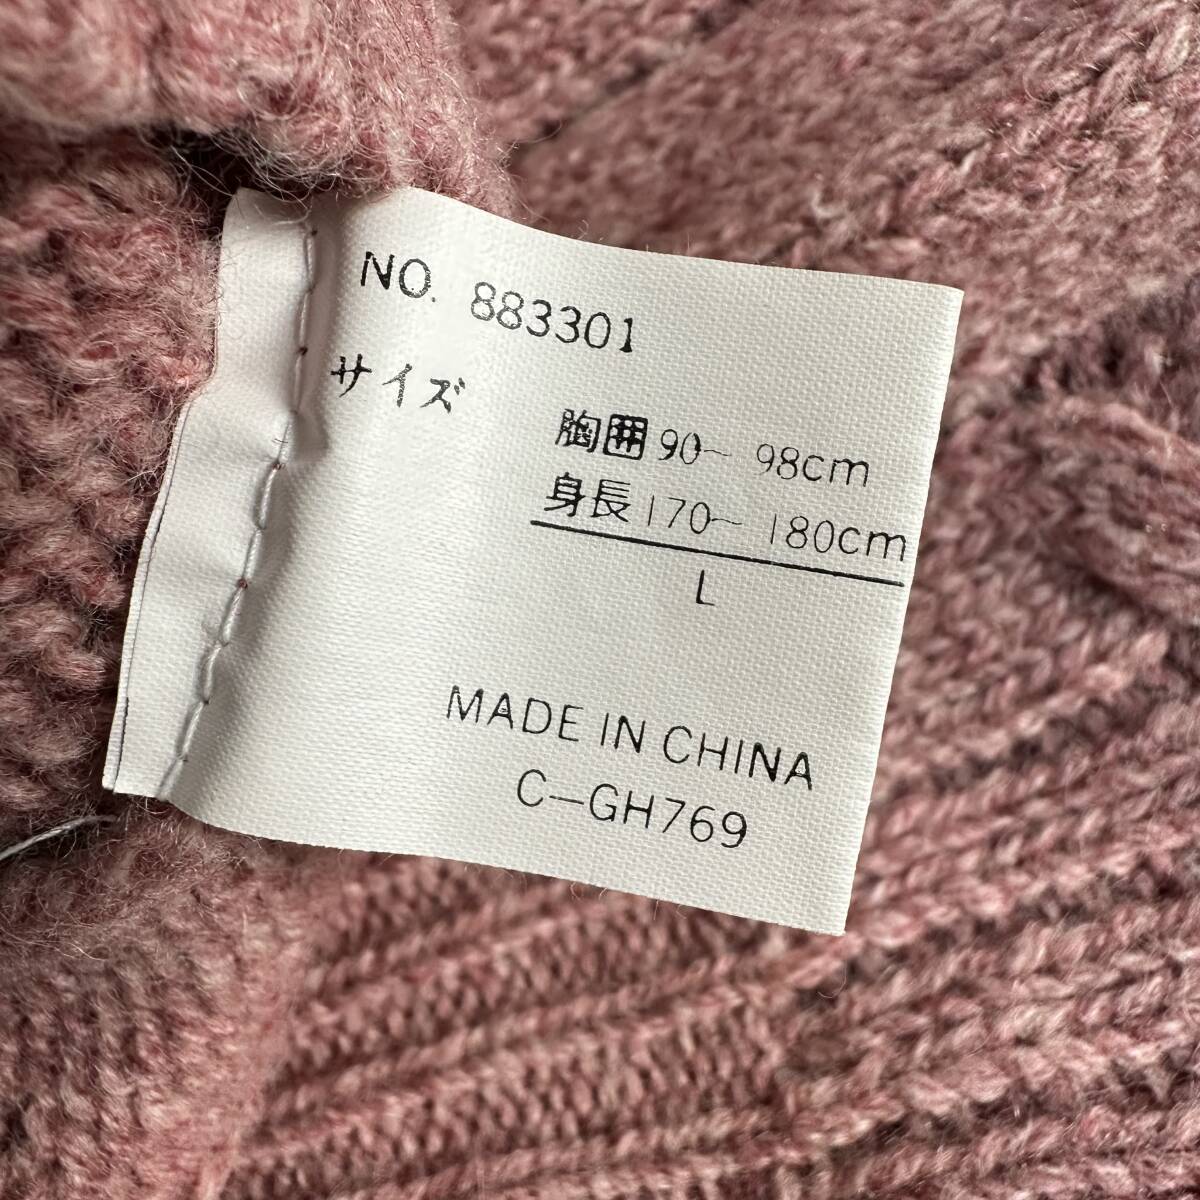 NO. 883301
サイズ
胸囲 90~ 98cm
身長 170~ 180cm
L
MADE IN CHINA
C-GH769